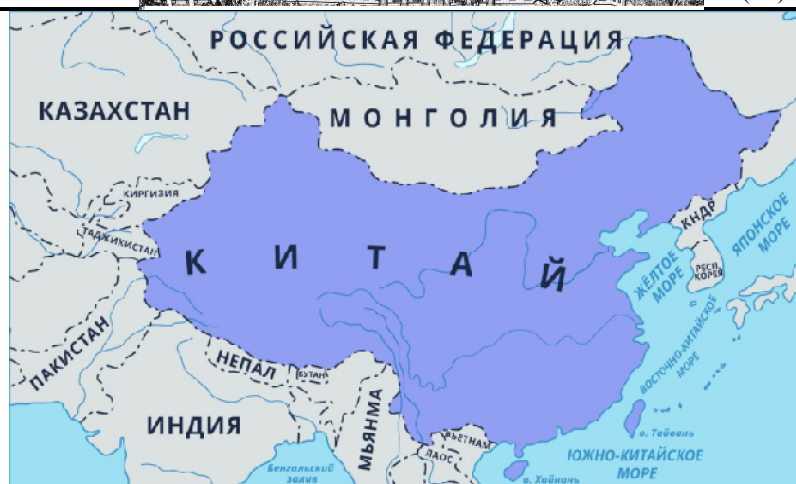 РОССИЙСКАЯ ФЕДЕРАЦИЯ
КАЗАХСТАН
МОНГОЛИЯ
КИРГИЗИЯ
ТАДЖИКИСТАН
КИТАЙ
КНДР
ЯПОНСКОЕ
МОРЕ
РЕСП.
КОРЕЯ
ЖЁЛТОЕ
МОРЕ
ВОСТОЧНО-КИТАЙСКОЕ
МОРЕ
ПАКИСТАН
НЕПАЛ
БУТАН
ИНДИЯ
МЬЯНМА
ВЬЕТНАМ
ЛАОС
о. Тайвань
ЮЖНО-КИТАЙСКОЕ
МОРЕ
Бенгальский
залив
о. Хайнань